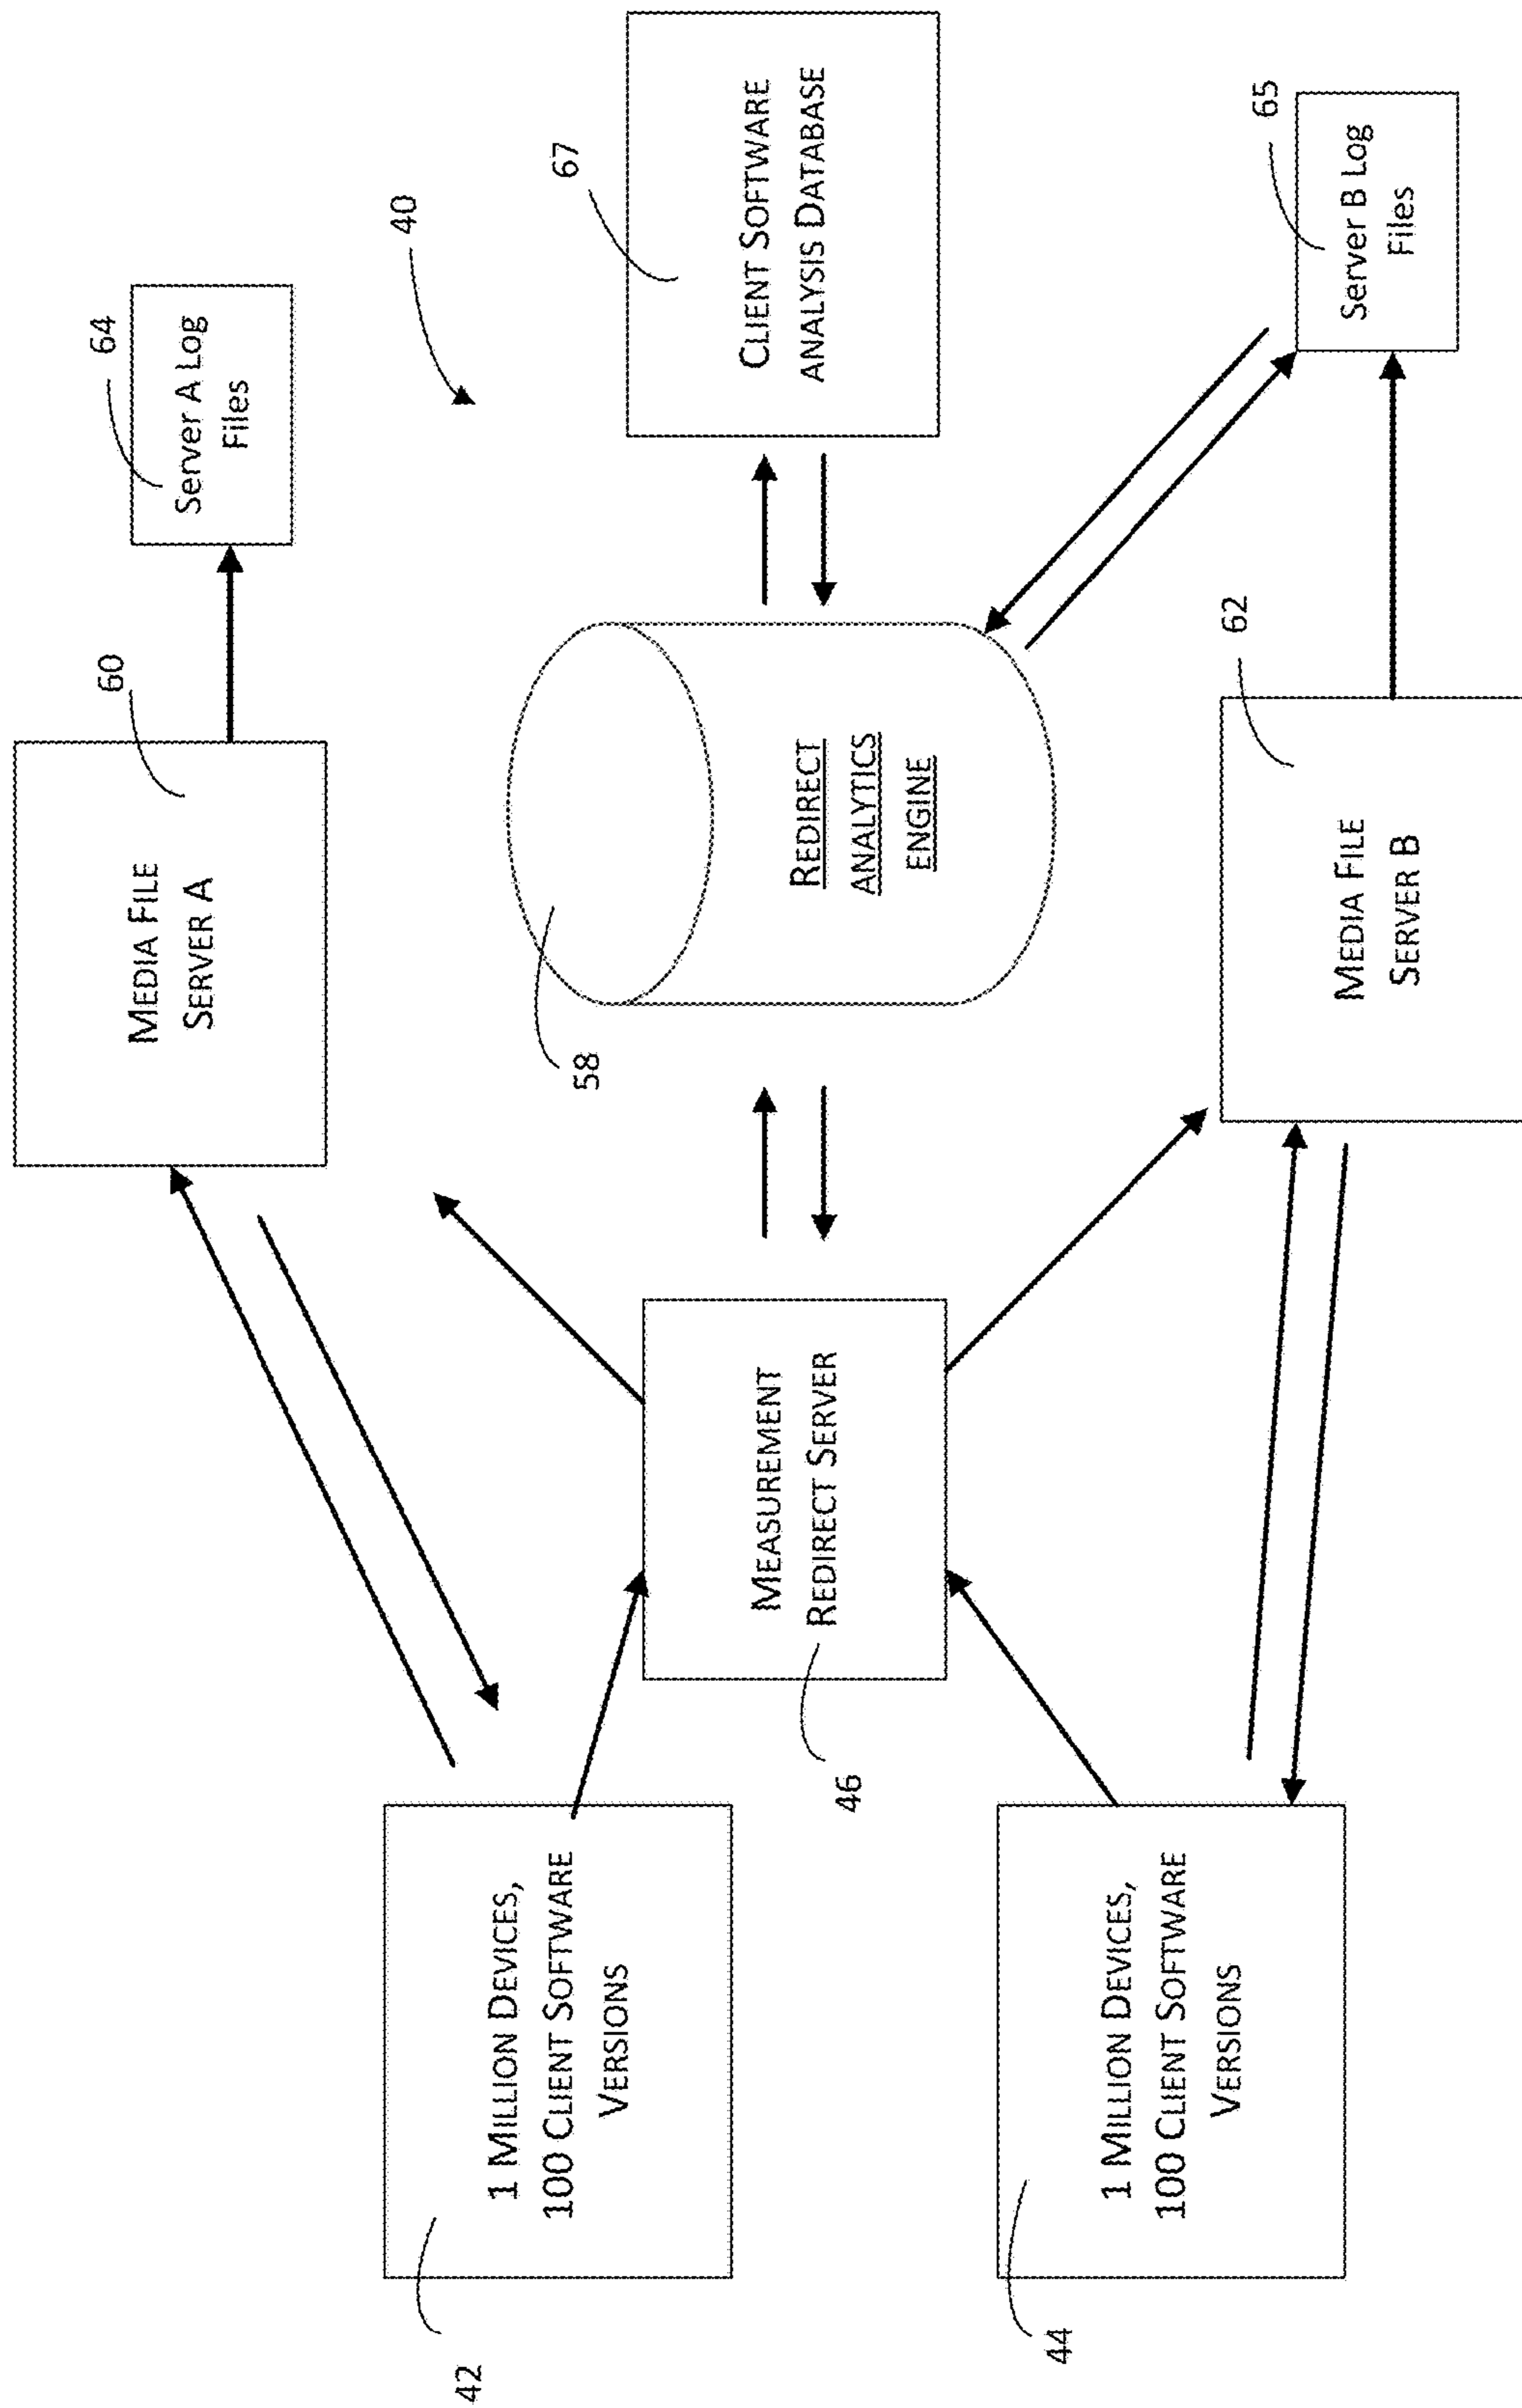 64
Server A Log
Files
60
MEDIA FILE
SERVER A
40
67
CLIENT SOFTWARE
ANALYSIS DATABASE
58
REDIRECT
ANALYTICS
ENGINE
65
Server B Log
Files
62
MEDIA FILE
SERVER B
MEASUREMENT
REDIRECT SERVER
46
42
1 MILLION DEVICES,
100 CLIENT SOFTWARE
VERSIONS
44
1 MILLION DEVICES,
100 CLIENT SOFTWARE
VERSIONS